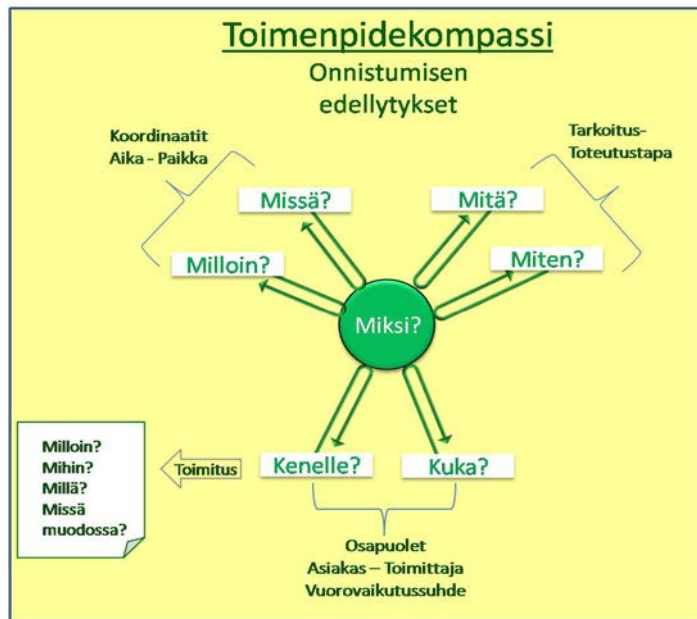 Toimenpidekompassi
Onnistumisen
edellytykset
Koordinaatit
Aika - Paikka
Tarkoitus-
Toteutustapa
Missä?
Mitä?
Milloin?
Miten?
Miksi?
Kenelle?
Kuka?
Toimitus
Milloin?
Mihin?
Millä?
Missä
muodossa?
Osapuolet
Asiakas – Toimittaja
Vuorovaikutussuhde